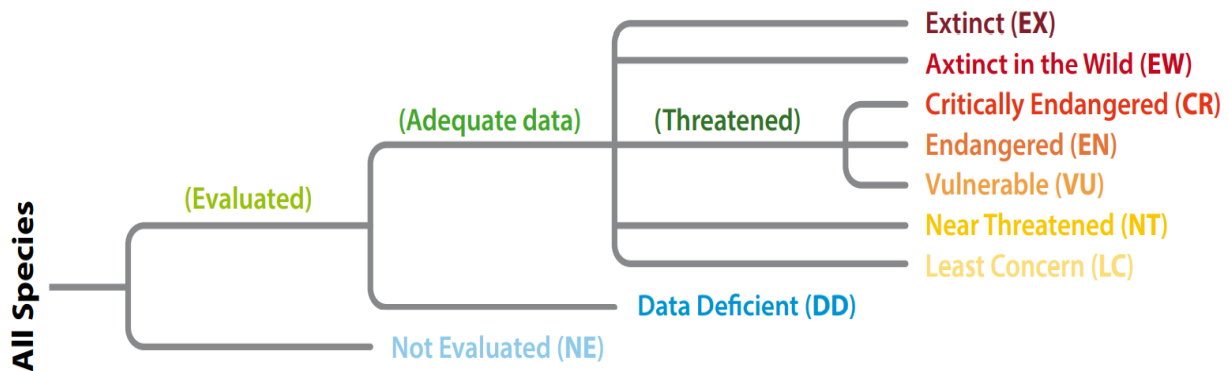 Extinct (EX)
Axtinct in the Wild (EW)
Critically Endangered (CR)
(Adequate data)
(Threatened)
Endangered (EN)
Vulnerable (VU)
(Evaluated)
Near Threatened (NT)
Least Concern (LC)
All Species
Data Deficient (DD)
Not Evaluated (NE)